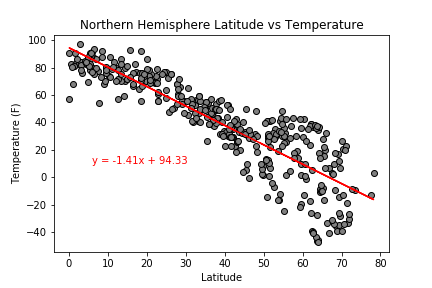 Northern Hemisphere Latitude vs Temperature
100
80
60
40
20
0
−20
−40
Temperature (F)
y = -1.41x + 94.33
0 10 20 30 40 50 60 70 80
Latitude